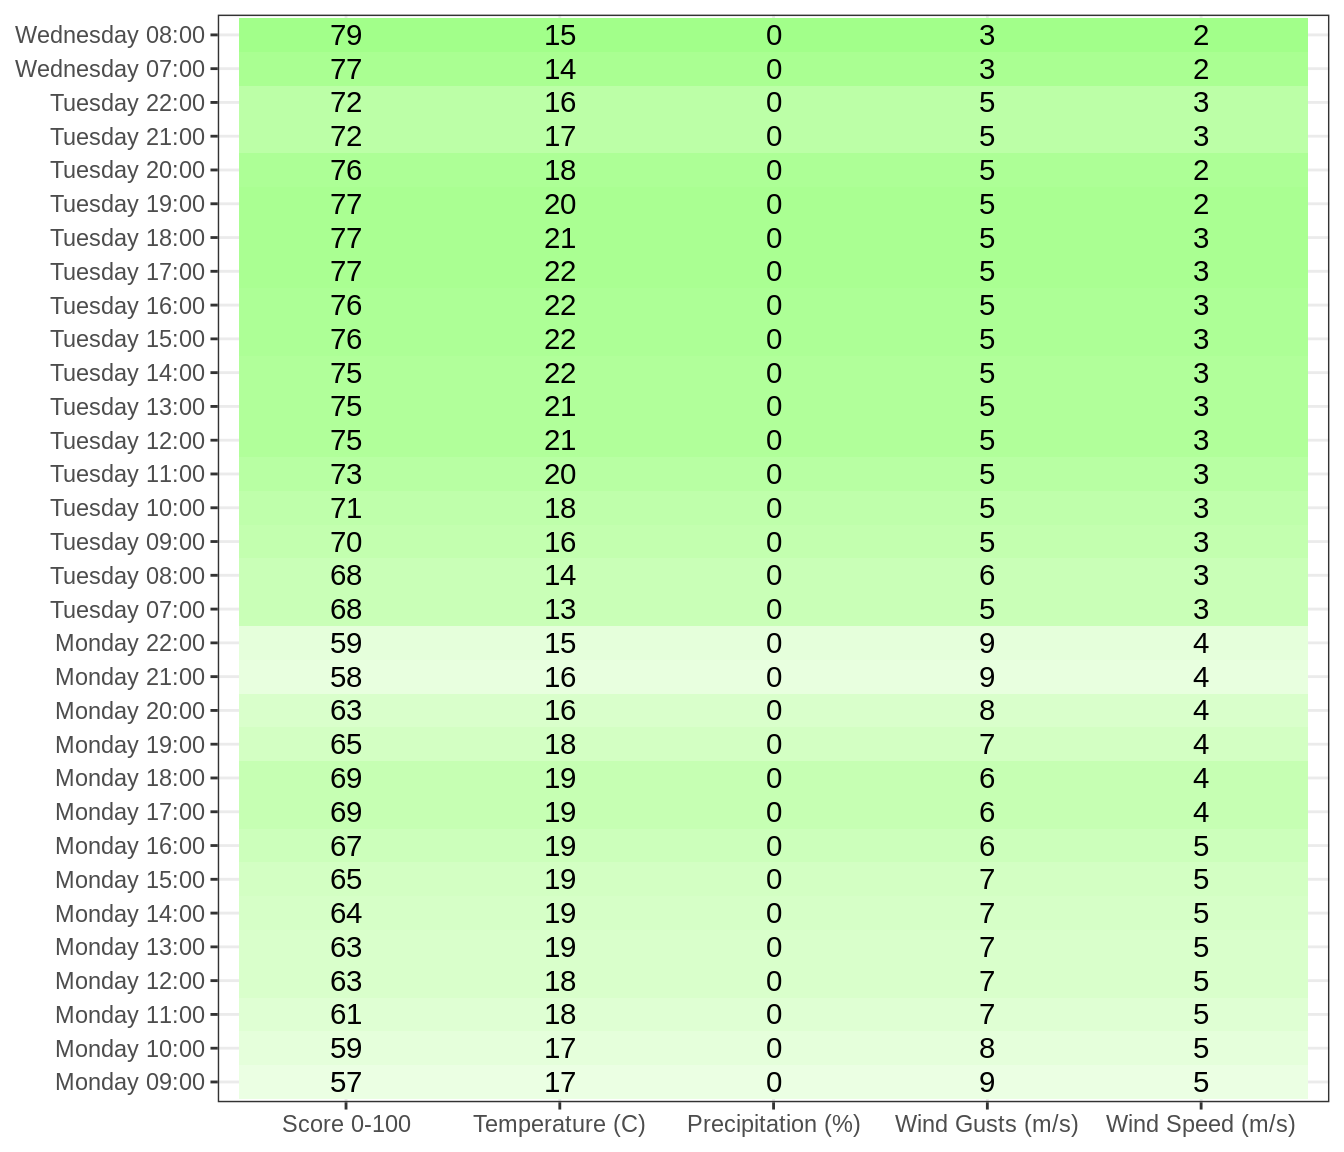 Wednesday 08:00 79 15 0 3 2
Wednesday 07:00 77 14 0 3 2
Tuesday 22:00 72 16 0 5 3
Tuesday 21:00 72 17 0 5 3
Tuesday 20:00 76 18 0 5 2
Tuesday 19:00 77 20 0 5 2
Tuesday 18:00 77 21 0 5 3
Tuesday 17:00 77 22 0 5 3
Tuesday 16:00 76 22 0 5 3
Tuesday 15:00 76 22 0 5 3
Tuesday 14:00 75 22 0 5 3
Tuesday 13:00 75 21 0 5 3
Tuesday 12:00 75 21 0 5 3
Tuesday 11:00 73 20 0 5 3
Tuesday 10:00 71 18 0 5 3
Tuesday 09:00 70 16 0 5 3
Tuesday 08:00 68 14 0 6 3
Tuesday 07:00 68 13 0 5 3
Monday 22:00 59 15 0 9 4
Monday 21:00 58 16 0 9 4
Monday 20:00 63 16 0 8 4
Monday 19:00 65 18 0 7 4
Monday 18:00 69 19 0 6 4
Monday 17:00 69 19 0 6 4
Monday 16:00 67 19 0 6 5
Monday 15:00 65 19 0 7 5
Monday 14:00 64 19 0 7 5
Monday 13:00 63 19 0 7 5
Monday 12:00 63 18 0 7 5
Monday 11:00 61 18 0 7 5
Monday 10:00 59 17 0 8 5
Monday 09:00 57 17 0 9 5
Score 0-100 Temperature (C) Precipitation (%) Wind Gusts (m/s) Wind Speed (m/s)